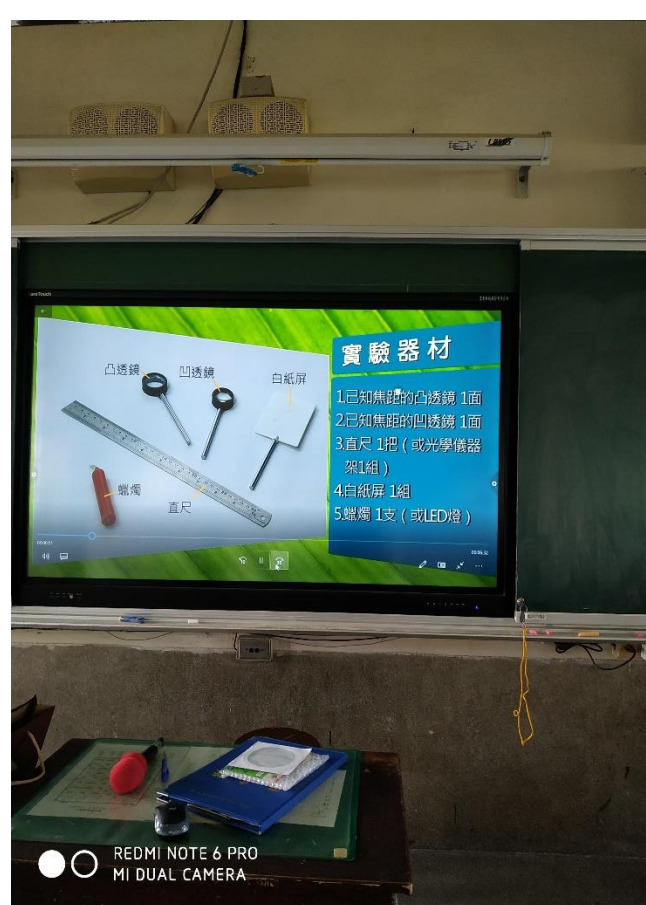 實驗器材
凸透鏡
凹透鏡
白紙屏
蠟燭
直尺
1.已知焦距的凸透鏡 1面
2.已知焦距的凹透鏡 1面
3.直尺 1把(或光學儀器
架1組)
4.白紙屏 1組
5.蠟燭 1支(或LED燈)
REDMI NOTE 6 PRO
MI DUAL CAMERA